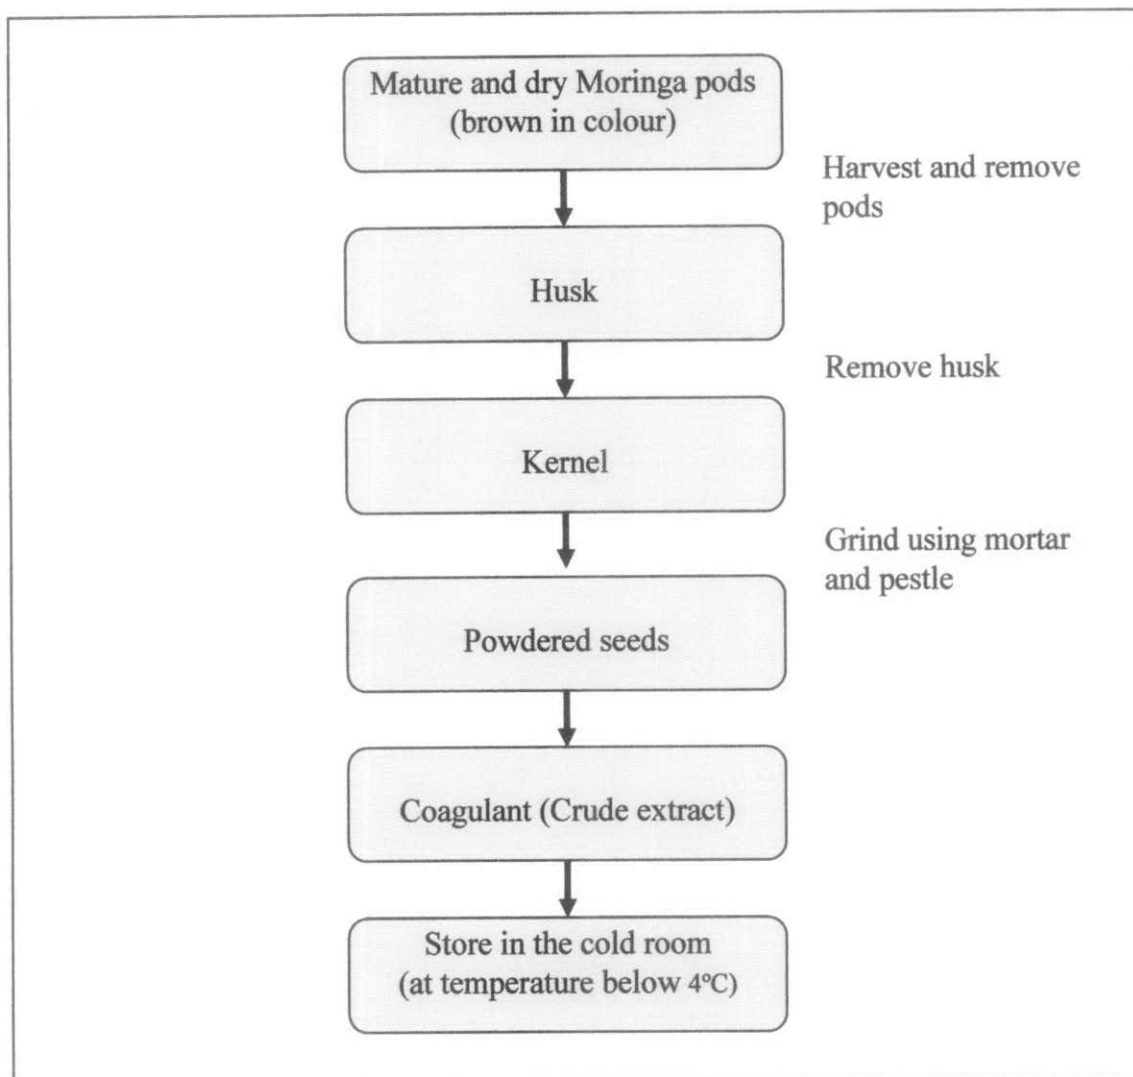 Mature and dry Moringa pods
(brown in colour)
Harvest and remove
pods
Husk
Remove husk
Kernel
Grind using mortar
and pestle
Powdered seeds
Coagulant (Crude extract)
Store in the cold room
(at temperature below 4ºC)